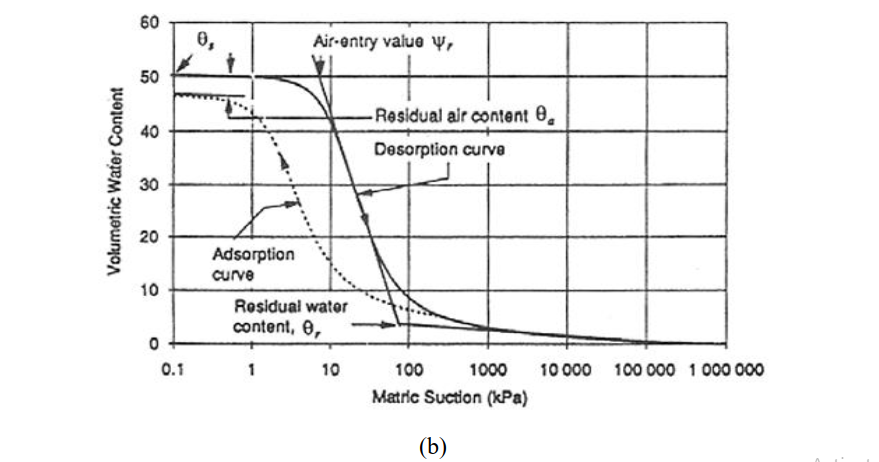 60
θs
Air-entry value ψr
50
Residual air content θa
40
Desorption curve
30
20
Adsorption
curve
10
Residual water
content, θr
0
0.1 1 10 100 1000 10 000 100 000 1 000 000
Matric Suction (kPa)
Volumetric Water Content
(b)